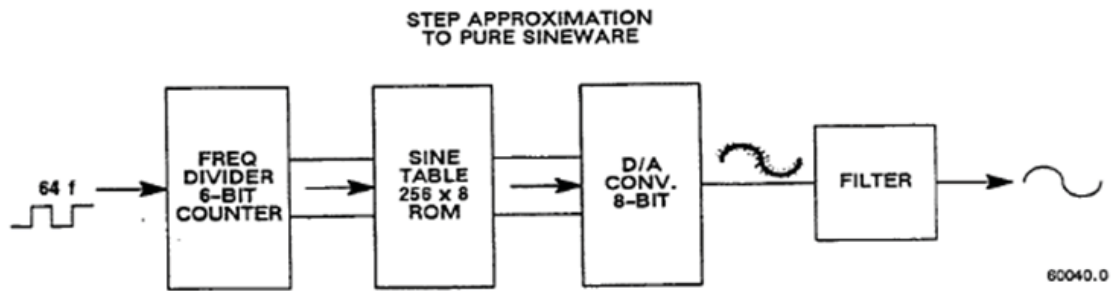 STEP APPROXIMATION
TO PURE SINEWARE
64 f
FREQ
DIVIDER
6-BIT
COUNTER
SINE
TABLE
256 x 8
ROM
D/A
CONV.
8-BIT
FILTER
60040.0